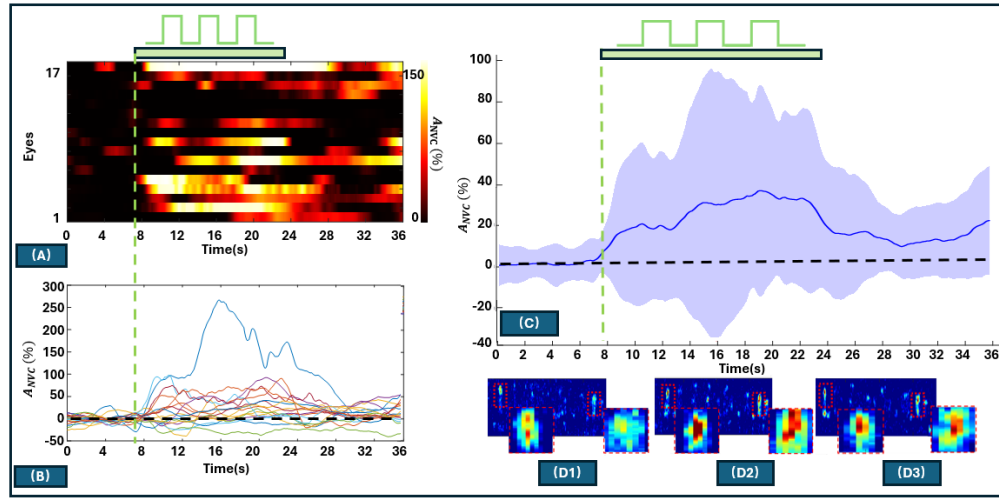 17
Eyes
1
0 4 8 12 16 20 24 28 32 36
Time(s)
150
A_NVC (%)
0
(A)
300
250
200
150
100
50
0
-50
A_NVC (%)
0 4 8 12 16 20 24 28 32 36
Time(s)
(B)
100
80
60
40
20
0
-20
-40
A_NVC (%)
0 2 4 6 8 10 12 14 16 18 20 22 24 26 28 30 32 34 36
Time(s)
(C)
(D1) (D2) (D3)